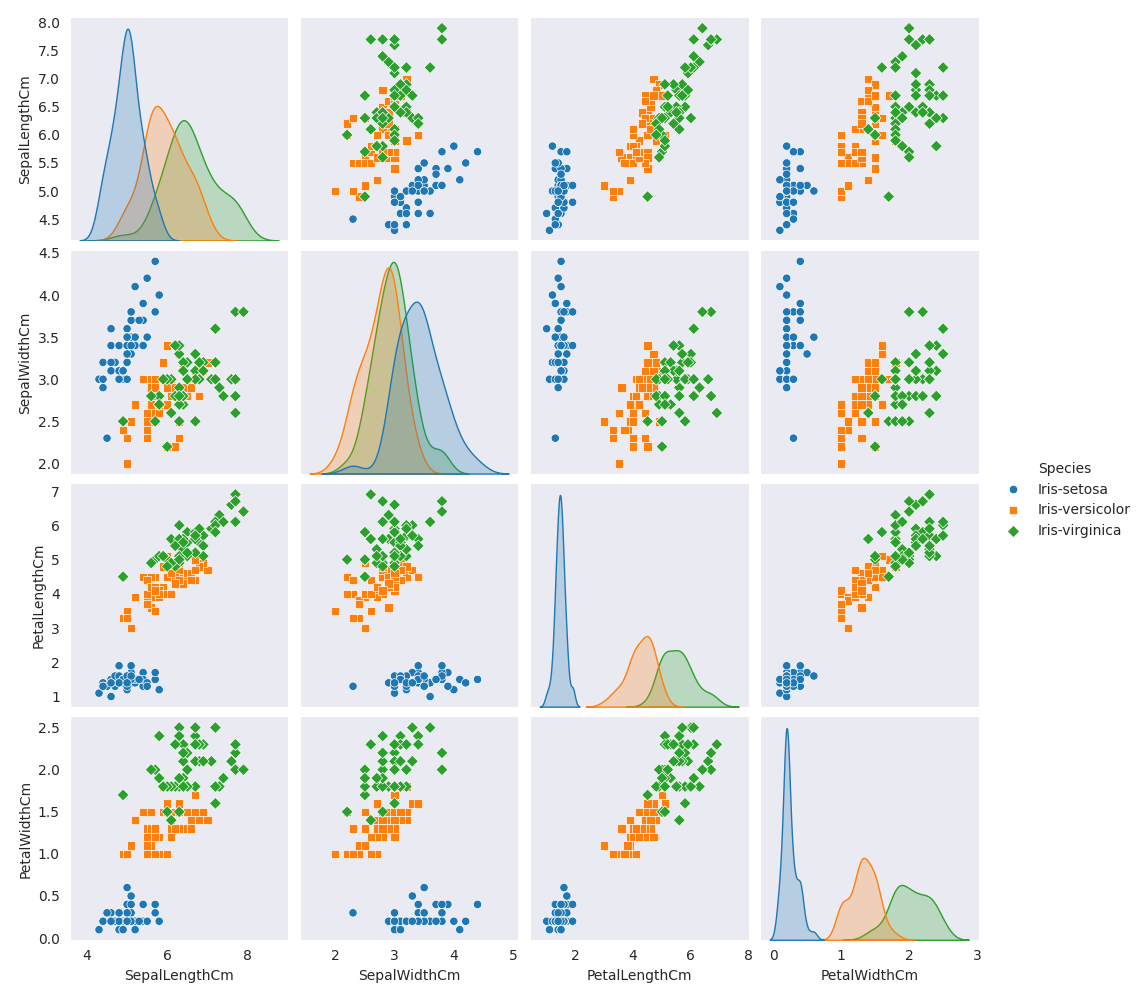 SepalLengthCm
8.0
7.5
7.0
6.5
6.0
5.5
5.0
4.5
SepalWidthCm
4.5
4.0
3.5
3.0
2.5
2.0
Species
Iris-setosa
Iris-versicolor
Iris-virginica
PetalLengthCm
7
6
5
4
3
2
1
PetalWidthCm
2.5
2.0
1.5
1.0
0.5
0.0
4 6 8 2 3 4 5 2 4 6 8 0 1 2 3
SepalLengthCm SepalWidthCm PetalLengthCm PetalWidthCm